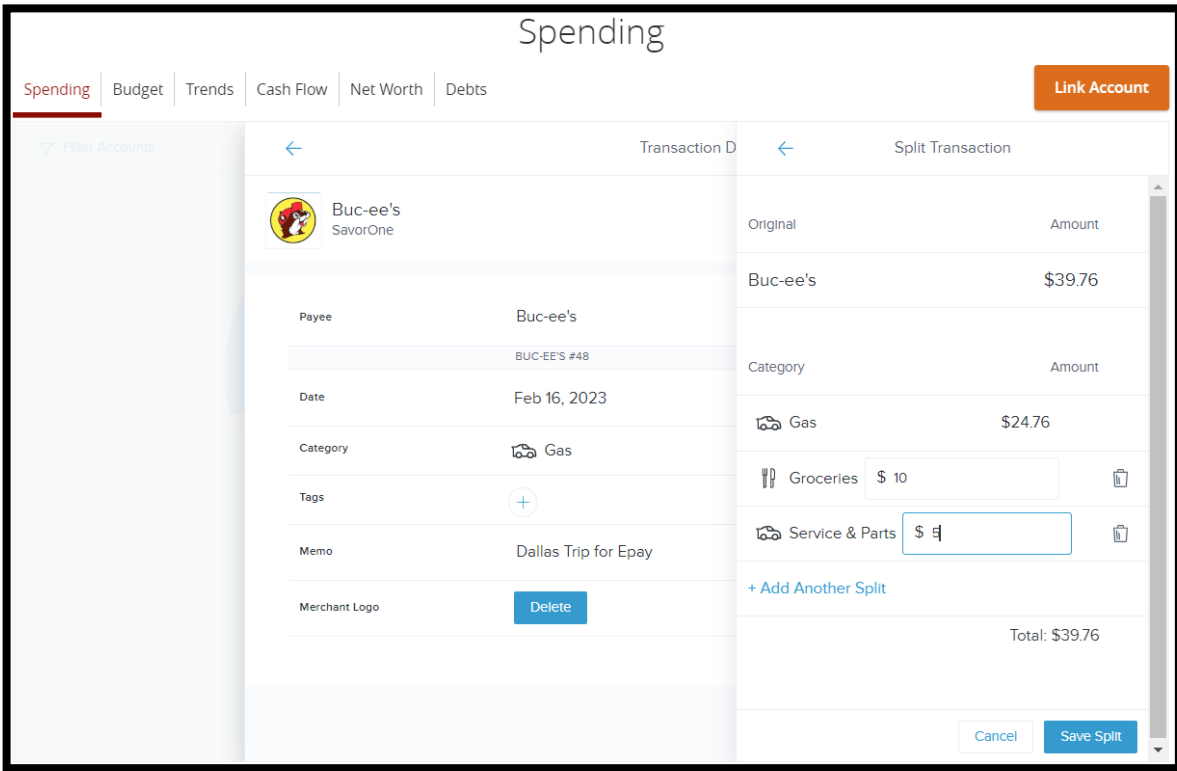 Spending
Spending Budget Trends Cash Flow Net Worth Debts
Link Account
Filter Accounts
Transaction D
Buc-ee's
SavorOne
Payee Buc-ee's
BUC-EE'S #48
Date Feb 16, 2023
Category Gas
Tags +
Memo Dallas Trip for Epay
Merchant Logo Delete
Split Transaction
Original Amount
Buc-ee's $39.76
Category Amount
Gas $24.76
Groceries $ 10
Service & Parts $ 5
+ Add Another Split
Total: $39.76
Cancel Save Split